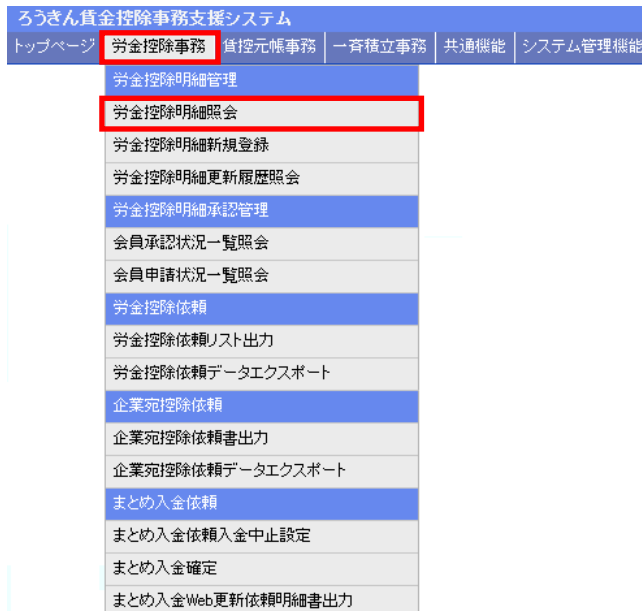 ろうきん賃金控除事務支援システム
トップページ 労金控除事務 賃控元帳事務 一斉積立事務 共通機能 システム管理機能
労金控除明細管理
労金控除明細照会
労金控除明細新規登録
労金控除明細更新履歴照会
労金控除明細承認管理
会員承認状況一覧照会
会員申請状況一覧照会
労金控除依頼
労金控除依頼リスト出力
労金控除依頼データエクスポート
企業宛控除依頼
企業宛控除依頼書出力
企業宛控除依頼データエクスポート
まとめ入金依頼
まとめ入金依頼入金中止設定
まとめ入金確定
まとめ入金Web更新依頼明細書出力